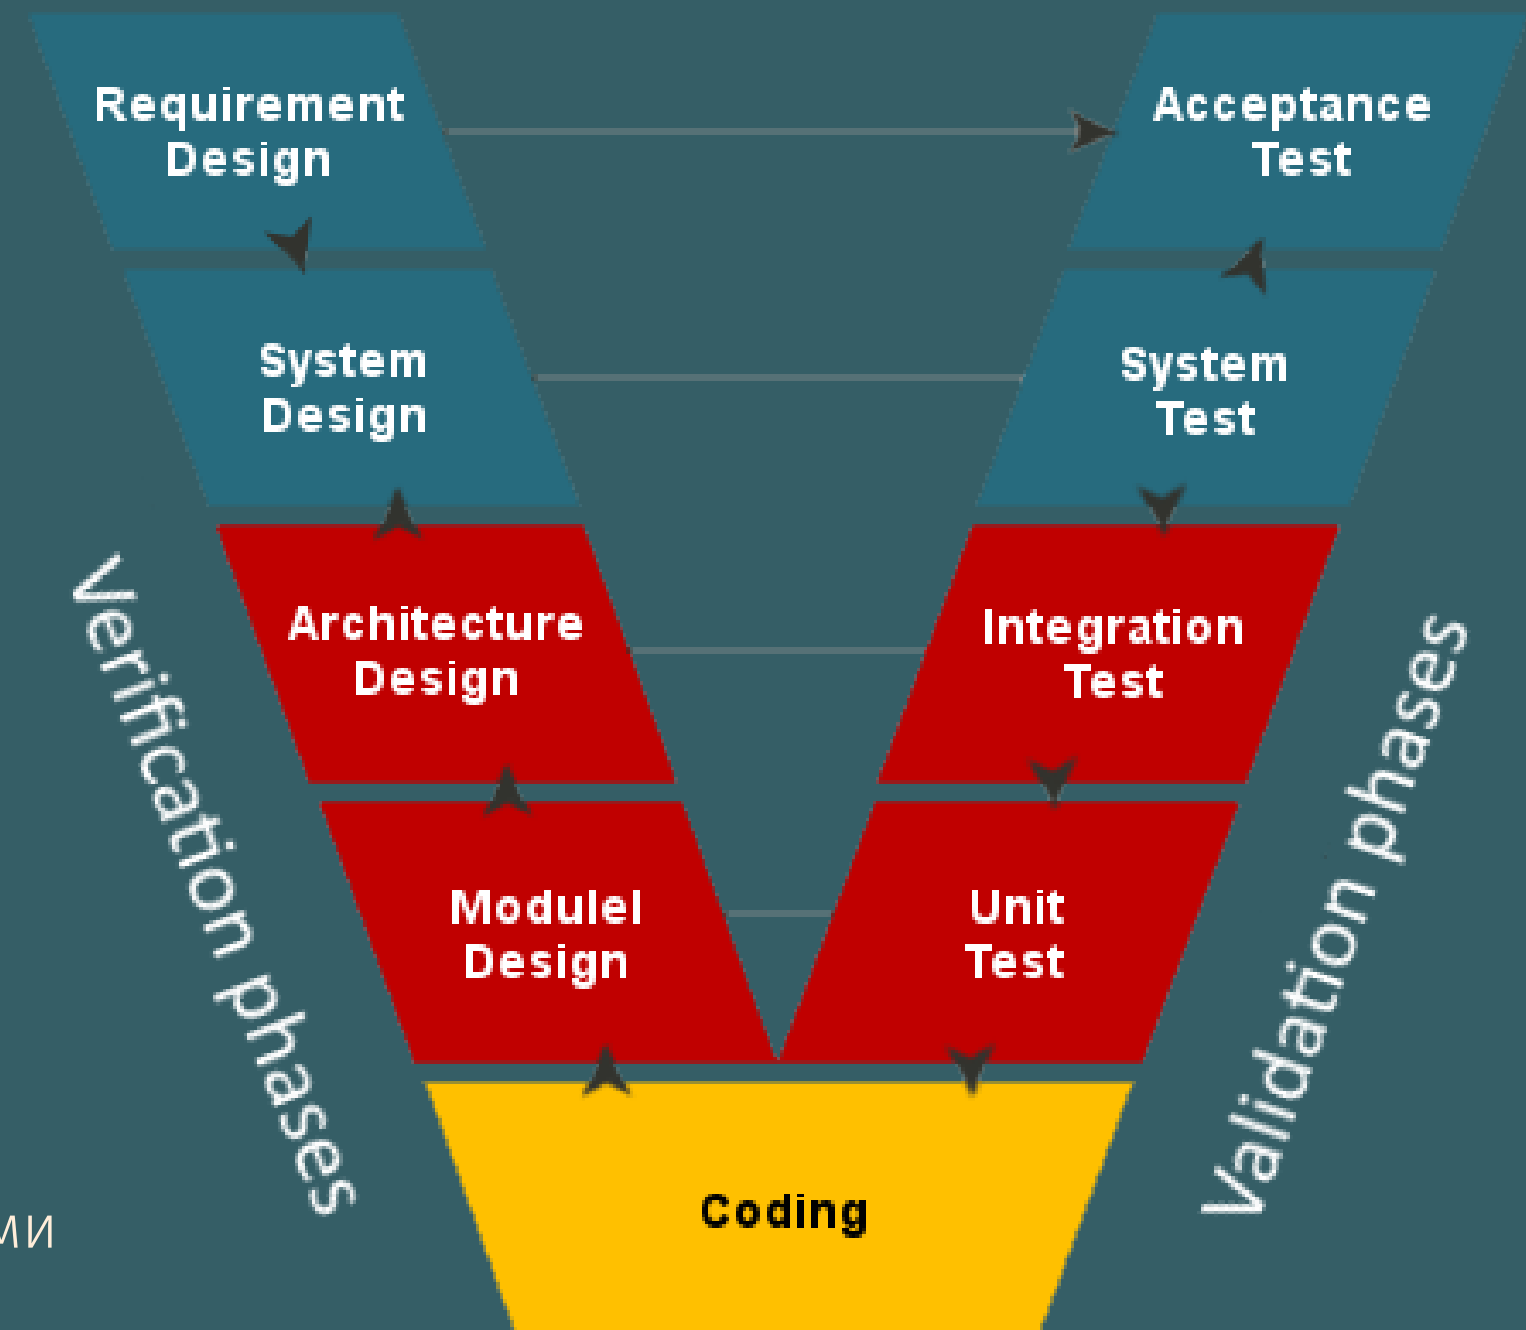 Requirement
Design
Acceptance
Test
System
Design
System
Test
Architecture
Design
Integration
Test
Modulel
Design
Unit
Test
Coding
Verification phases
Validation phases